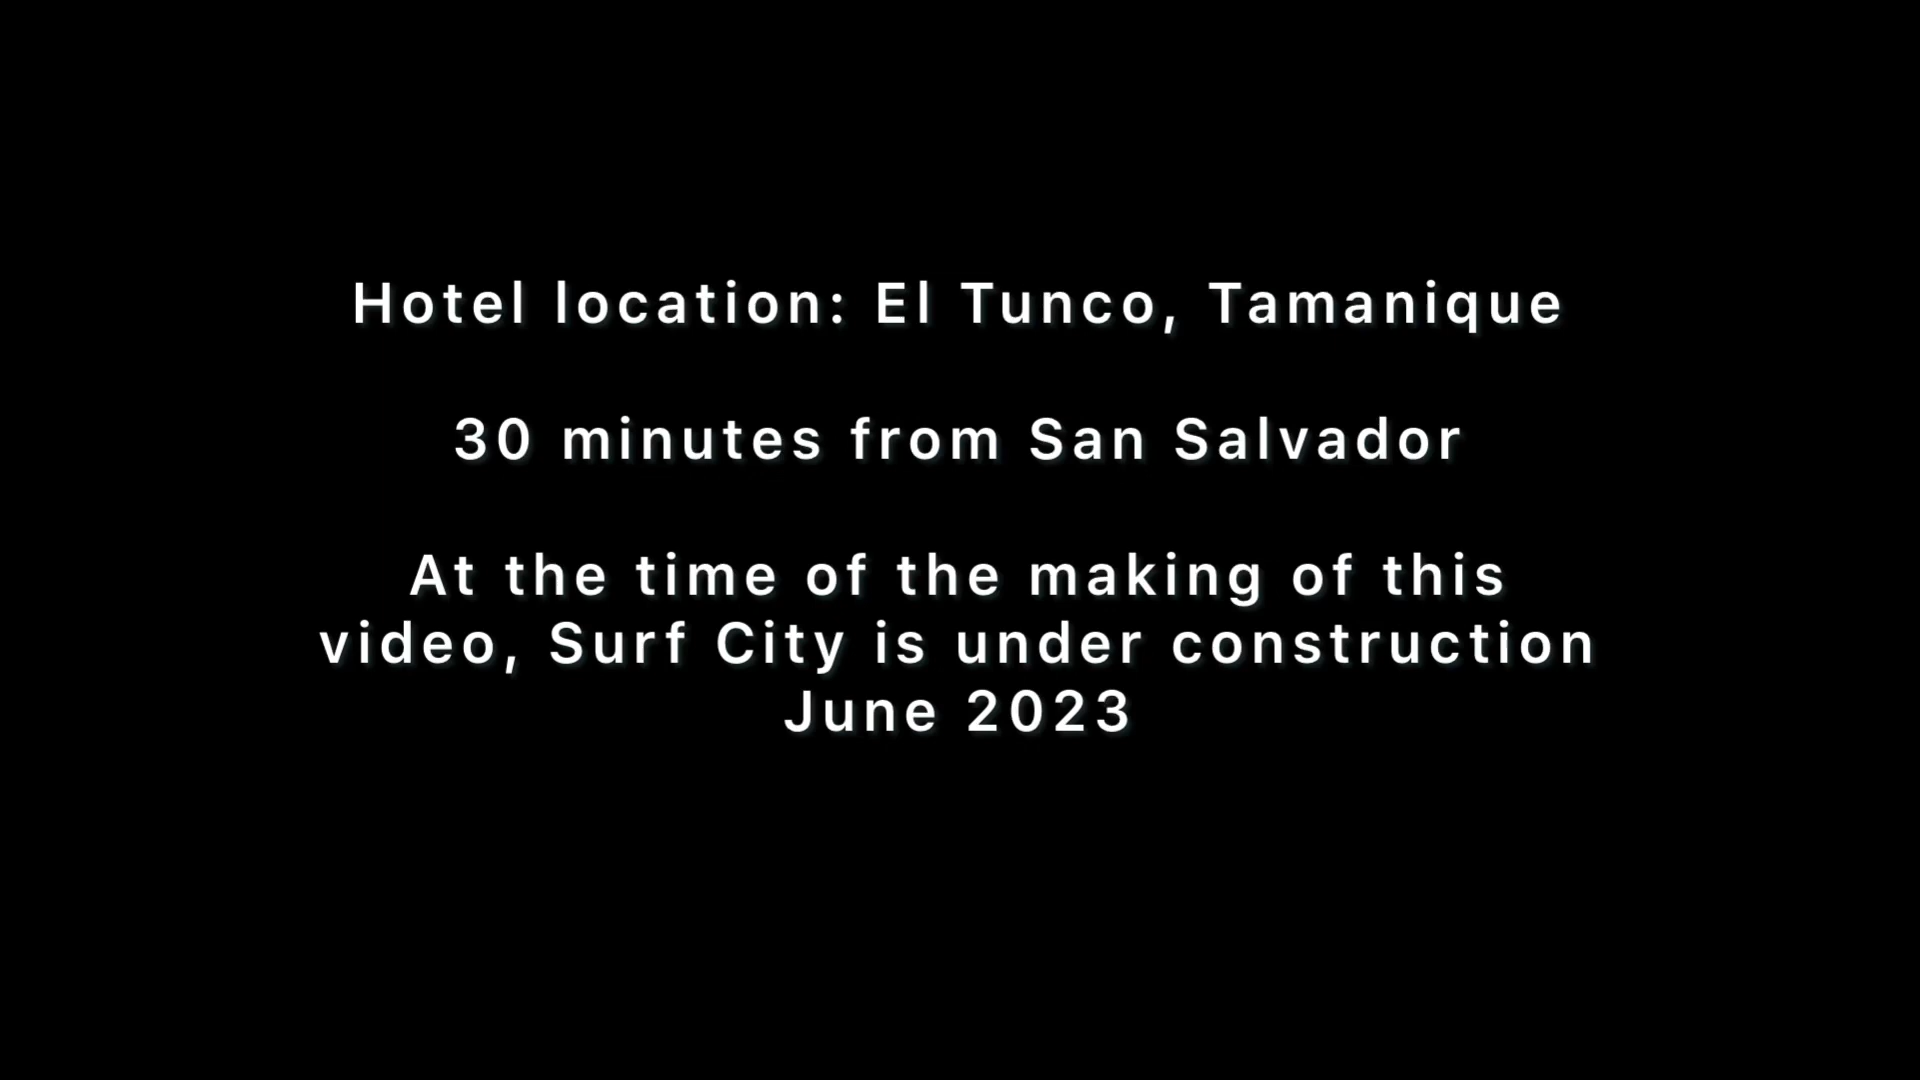 Hotel location: El Tunco, Tamanique
30 minutes from San Salvador
At the time of the making of this
video, Surf City is under construction
June 2023